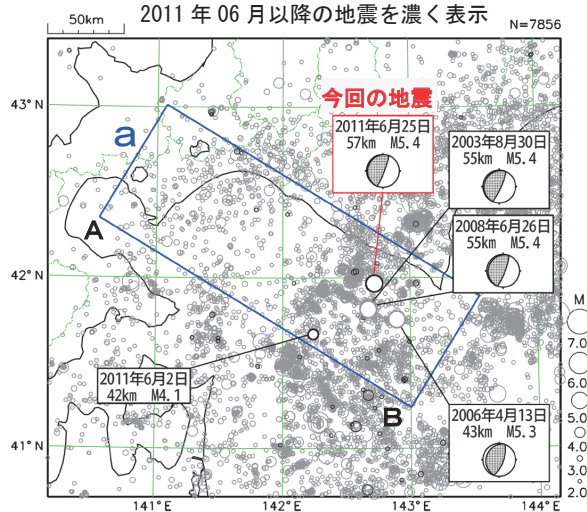 2011 年 06 月以降の地震を濃く表示
50km
N=7856
43°N
42°N
41°N
141°E
142°E
143°E
144°E
a
A
B
今回の地震
2011年6月25日
57km M5.4
2003年8月30日
55km M5.4
2008年6月26日
55km M5.4
2011年6月2日
42km M4.1
2006年4月13日
43km M5.3
M
7.0
6.0
5.0
4.0
3.0
2.0